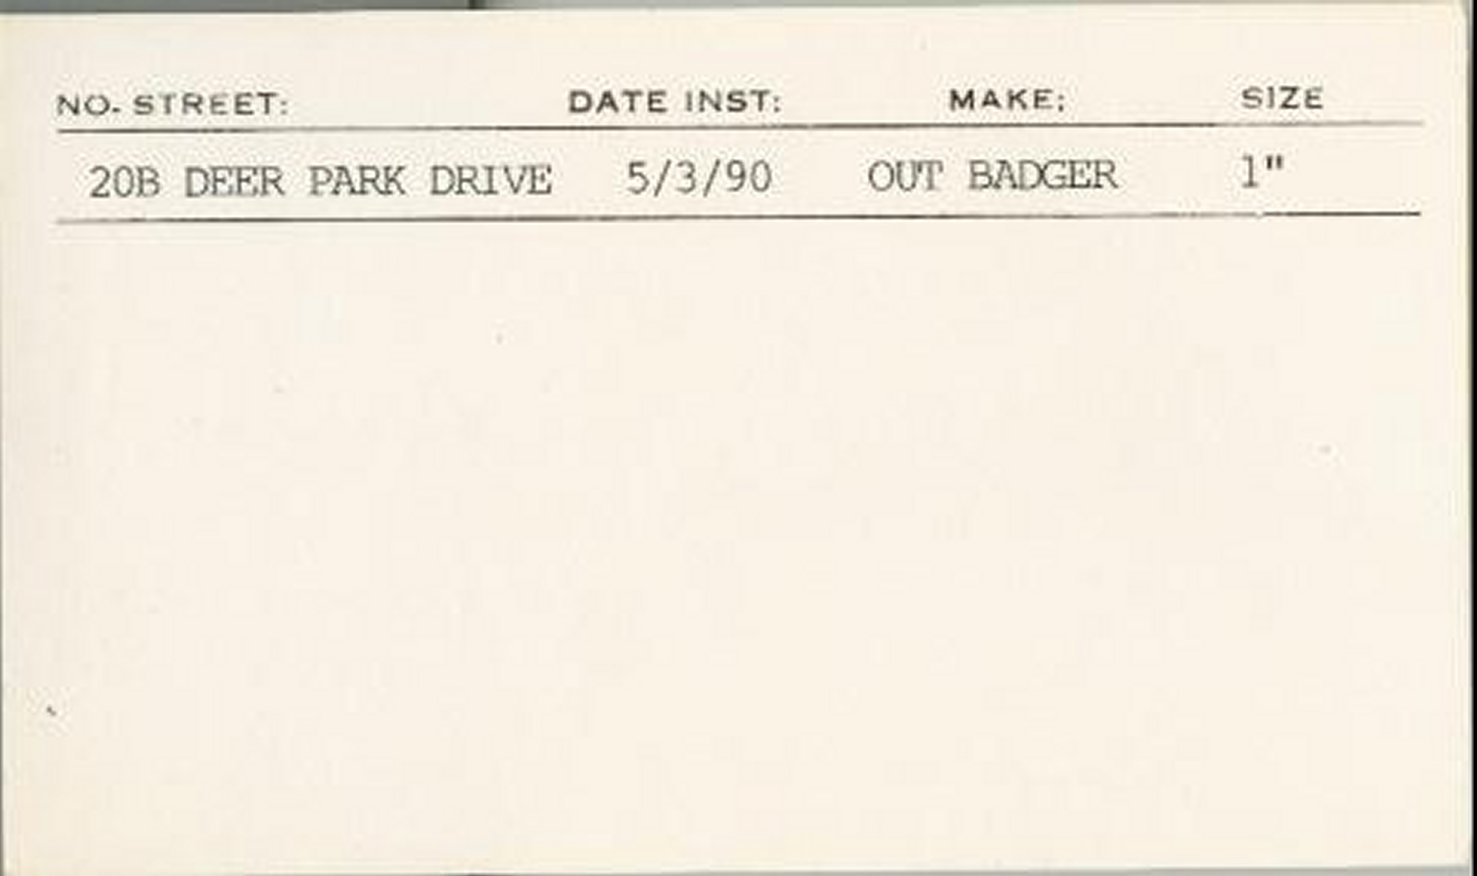 NO. STREET: DATE INST: MAKE: SIZE
20B DEER PARK DRIVE 5/3/90 OUT BADGER 1"